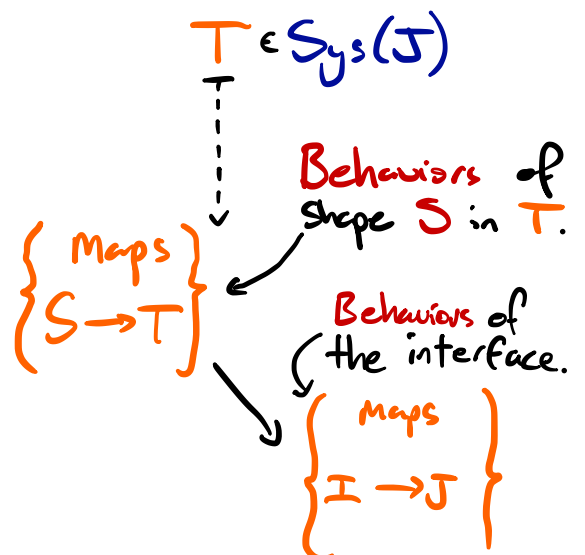 T ∈ Sys(J)
Behaviors of
shape S in T.
{ Maps
S → T }
Behaviors of
the interface.
{ Maps
I → J }